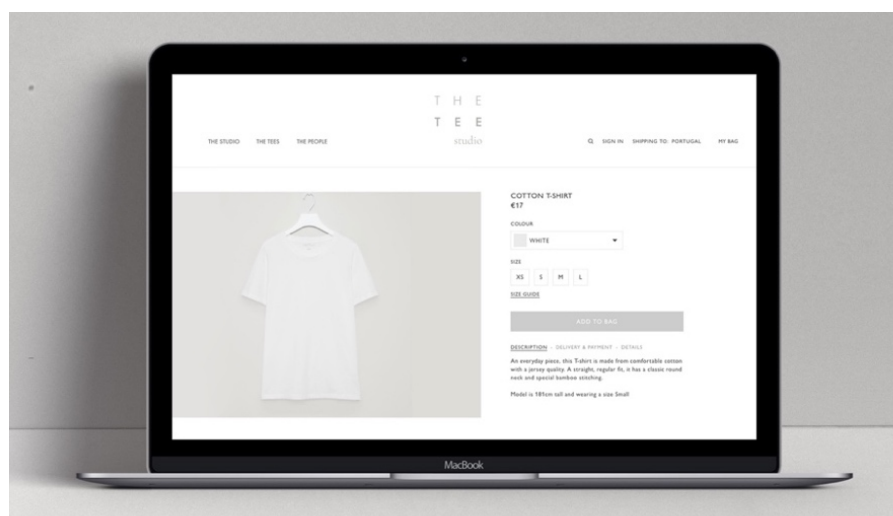 THE
TEE
studio
THE STUDIO THE TEES THE PEOPLE
SIGN IN SHIPPING TO: PORTUGAL MY BAG
COTTON T-SHIRT
€17
COLOUR
WHITE
SIZE
XS S M L
SIZE GUIDE
ADD TO BAG
DESCRIPTION - DELIVERY & PAYMENT - DETAILS
An everyday piece, this T-shirt is made from comfortable cotton
with a jersey quality. A straight, regular fit, it has a classic round
neck and special bamboo stitching.
Model is 181cm tall and wearing a size Small
MacBook